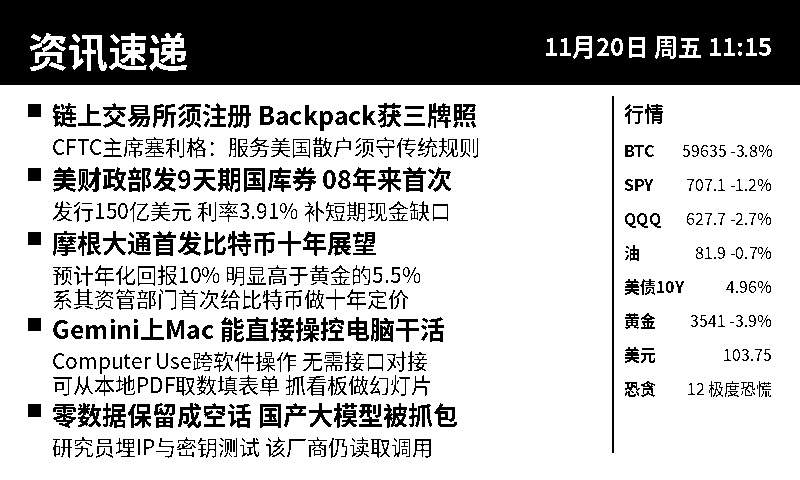 资讯速递
11月20日 周五 11:15
链上交易所须注册 Backpack获三牌照
CFTC主席塞利格：服务美国散户须守传统规则
美财政部发9天期国库券 08年来首次
发行150亿美元 利率3.91% 补短期现金缺口
摩根大通首发比特币十年展望
预计年化回报10% 明显高于黄金的5.5%
系其资管部门首次给比特币做十年定价
Gemini上Mac 能直接操控电脑干活
Computer Use跨软件操作 无需接口对接
可从本地PDF取数填表单 抓看板做幻灯片
零数据保留成空话 国产大模型被抓包
研究员埋IP与密钥测试 该厂商仍读取调用
行情
BTC 59635 -3.8%
SPY 707.1 -1.2%
QQQ 627.7 -2.7%
油 81.9 -0.7%
美债10Y 4.96%
黄金 3541 -3.9%
美元 103.75
恐贪 12 极度恐慌